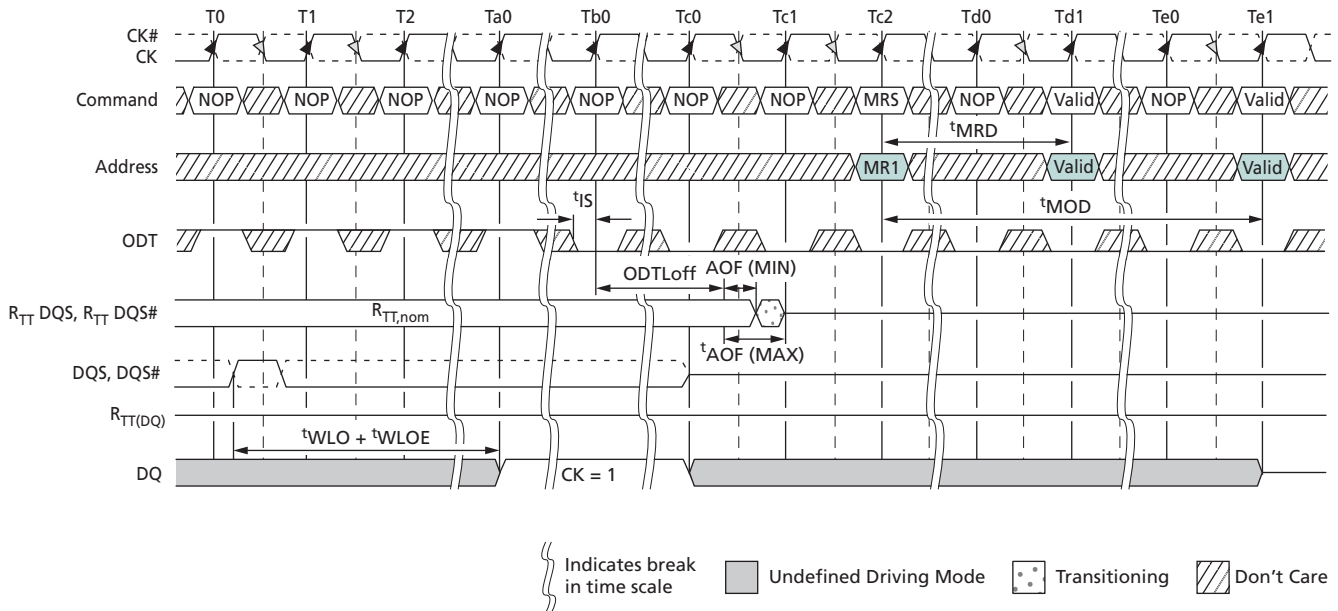 T0 T1 T2 Ta0 Tb0 Tc0 Tc1 Tc2 Td0 Td1 Te0 Te1
CK#
CK
Command NOP NOP NOP NOP NOP NOP NOP MRS NOP Valid NOP Valid
tMRD
Address MR1 Valid Valid
tIS
tMOD
ODT
ODTLoff AOF (MIN)
RTT DQS, RTT DQS# RTT,nom
tAOF (MAX)
DQS, DQS#
RTT(DQ)
tWLO + tWLOE
DQ CK = 1
Indicates break
in time scale
Undefined Driving Mode Transitioning Don't Care